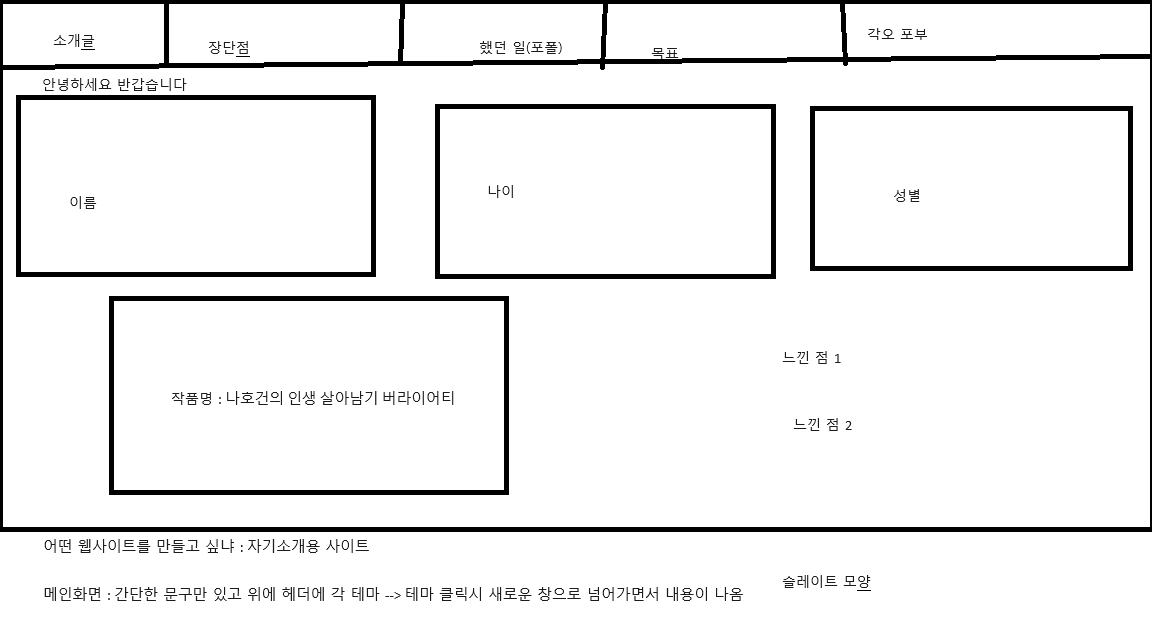 소개글
장단점
했던 일(포폴)
목표
각오 포부
안녕하세요 반갑습니다
이름
나이
성별
작품명 : 나호건의 인생 살아남기 버라이어티
느낀 점 1
느낀 점 2
어떤 웹사이트를 만들고 싶냐 : 자기소개용 사이트
메인화면 : 간단한 문구만 있고 위에 헤더에 각 테마 --> 테마 클릭시 새로운 창으로 넘어가면서 내용이 나옴
슬레이트 모양